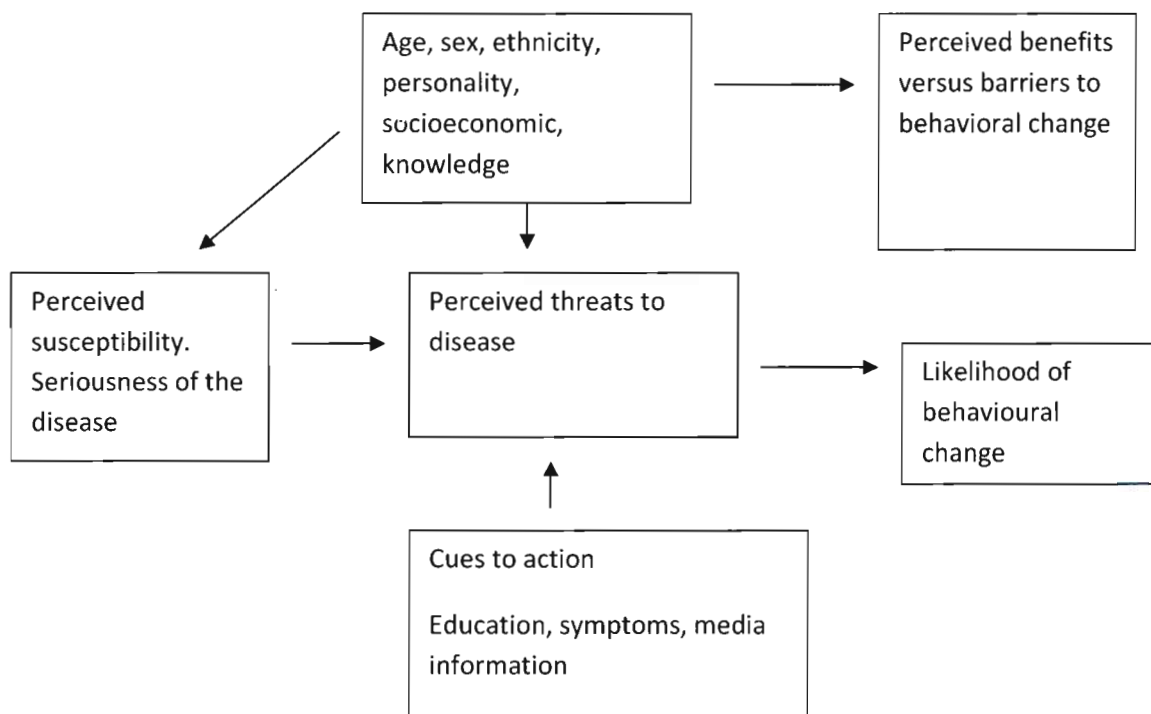 Age, sex, ethnicity,
personality,
socioeconomic,
knowledge
Perceived benefits
versus barriers to
behavioral change
Perceived
susceptibility.
Seriousness of the
disease
Perceived threats to
disease
Likelihood of
behavioural
change
Cues to action
Education, symptoms, media
information